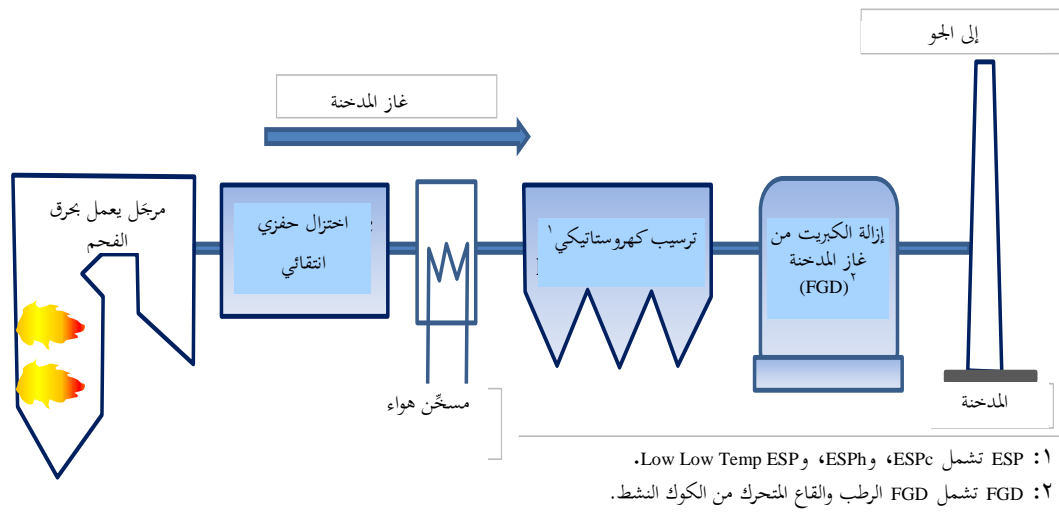 إلى الجو
غاز المدخنة
مرجَل يعمل بحرق
الفحم
اختزال حفزي
انتقائي
ترسيب كهروستاتيكي١
إزالة الكبريت من
غاز المدخنة
(FGD)٢
مسخِّن هواء
المدخنة
١: ESP تشمل ESPc، وESPh، وLow Low Temp ESP.
٢: FGD تشمل FGD الرطب والقاع المتحرك من الكوك النشط.